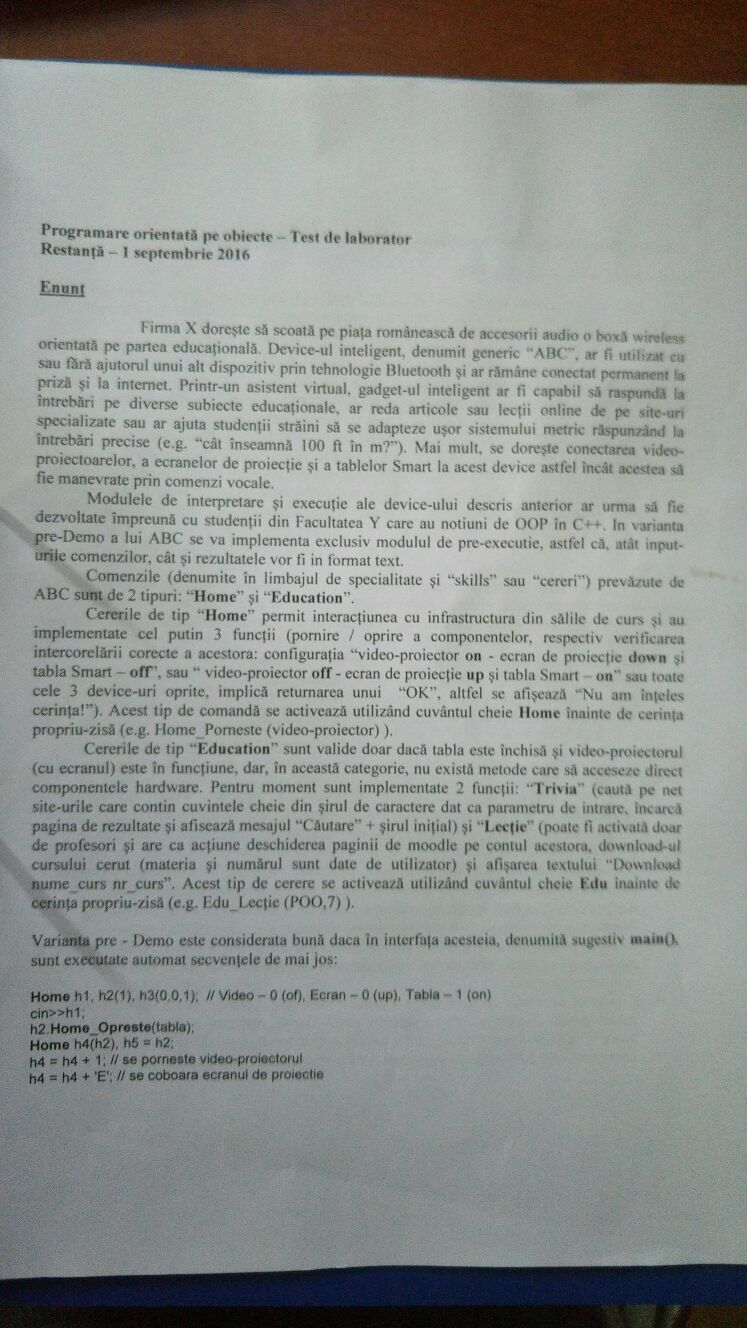 Programare orientată pe obiecte – Test de laborator
Restanță – 1 septembrie 2016
Enunț
Firma X dorește să scoată pe piața românească de accesorii audio o boxă wireless
orientată pe partea educațională. Device-ul inteligent, denumit generic “ABC”, ar fi utilizat cu
sau fără ajutorul unui alt dispozitiv prin tehnologie Bluetooth și ar rămâne conectat permanent la
priză și la internet. Printr-un asistent virtual, gadget-ul inteligent ar fi capabil să raspundă la
întrebări pe diverse subiecte educaționale, ar reda articole sau lecții online de pe site-uri
specializate sau ar ajuta studenții străini să se adapteze ușor sistemului metric răspunzând la
întrebări precise (e.g. “cât înseamnă 100 ft în m?”). Mai mult, se dorește conectarea video-
proiectoarelor, a ecranelor de proiecție și a tablelor Smart la acest device astfel încât acestea să
fie manevrate prin comenzi vocale.
Modulele de interpretare și execuție ale device-ului descris anterior ar urma să fie
dezvoltate împreună cu studenții din Facultatea Y care au notiuni de OOP în C++. In varianta
pre-Demo a lui ABC se va implementa exclusiv modulul de pre-executie, astfel că, atât input-
urile comenzilor, cât și rezultatele vor fi in format text.
Comenzile (denumite în limbajul de specialitate și “skills” sau “cereri”) prevăzute de
ABC sunt de 2 tipuri: “Home” și “Education”.
Cererile de tip “Home” permit interacțiunea cu infrastructura din sălile de curs și au
implementate cel putin 3 funcții (pornire / oprire a componentelor, respectiv verificarea
intercorelării corecte a acestora: configurația “video-proiector on - ecran de proiecție down și
tabla Smart – off”, sau “ video-proiector off - ecran de proiecție up și tabla Smart – on” sau toate
cele 3 device-uri oprite, implică returnarea unui “OK”, altfel se afișează “Nu am înțeles
cerința!”). Acest tip de comandă se activează utilizând cuvântul cheie Home înainte de cerința
propriu-zisă (e.g. Home_Porneste (video-proiector) ).
Cererile de tip “Education” sunt valide doar dacă tabla este închisă și video-proiectorul
(cu ecranul) este în funcțiune, dar, în această categorie, nu există metode care să acceseze direct
componentele hardware. Pentru moment sunt implementate 2 funcții: “Trivia” (caută pe net
site-urile care contin cuvintele cheie din șirul de caractere dat ca parametru de intrare, încarcă
pagina de rezultate și afisează mesajul “Căutare” + șirul inițial) și “Lecție” (poate fi activată doar
de profesori și are ca acțiune deschiderea paginii de moodle pe contul acestora, download-ul
cursului cerut (materia și numărul sunt date de utilizator) și afișarea textului “Download
nume_curs nr_curs”. Acest tip de cerere se activează utilizând cuvântul cheie Edu înainte de
cerința propriu-zisă (e.g. Edu_Lecție (POO,7) ).
Varianta pre - Demo este considerata bună daca în interfața acesteia, denumită sugestiv main(),
sunt executate automat secvențele de mai jos:
Home h1, h2(1), h3(0,0,1); // Video – 0 (of), Ecran – 0 (up), Tabla – 1 (on)
cin>>h1;
h2.Home_Opreste(tabla);
Home h4(h2), h5 = h2;
h4 = h4 + 1; // se porneste video-proiectorul
h4 = h4 + 'E'; // se coboara ecranul de proiectie